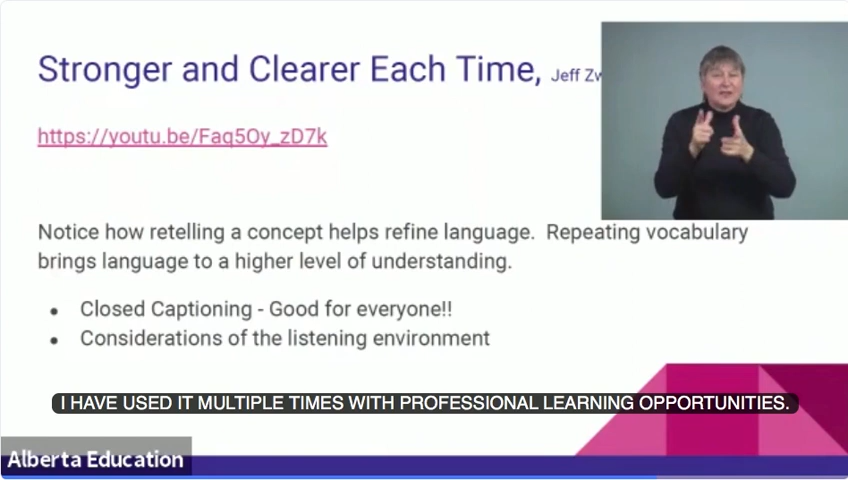 Stronger and Clearer Each Time, Jeff
https://youtu.be/Faq5Oy_zD7k
Notice how retelling a concept helps refine language. Repeating vocabulary
brings language to a higher level of understanding.
• Closed Captioning - Good for everyone!!
• Considerations of the listening environment
I HAVE USED IT MULTIPLE TIMES WITH PROFESSIONAL LEARNING OPPORTUNITIES.
Alberta Education